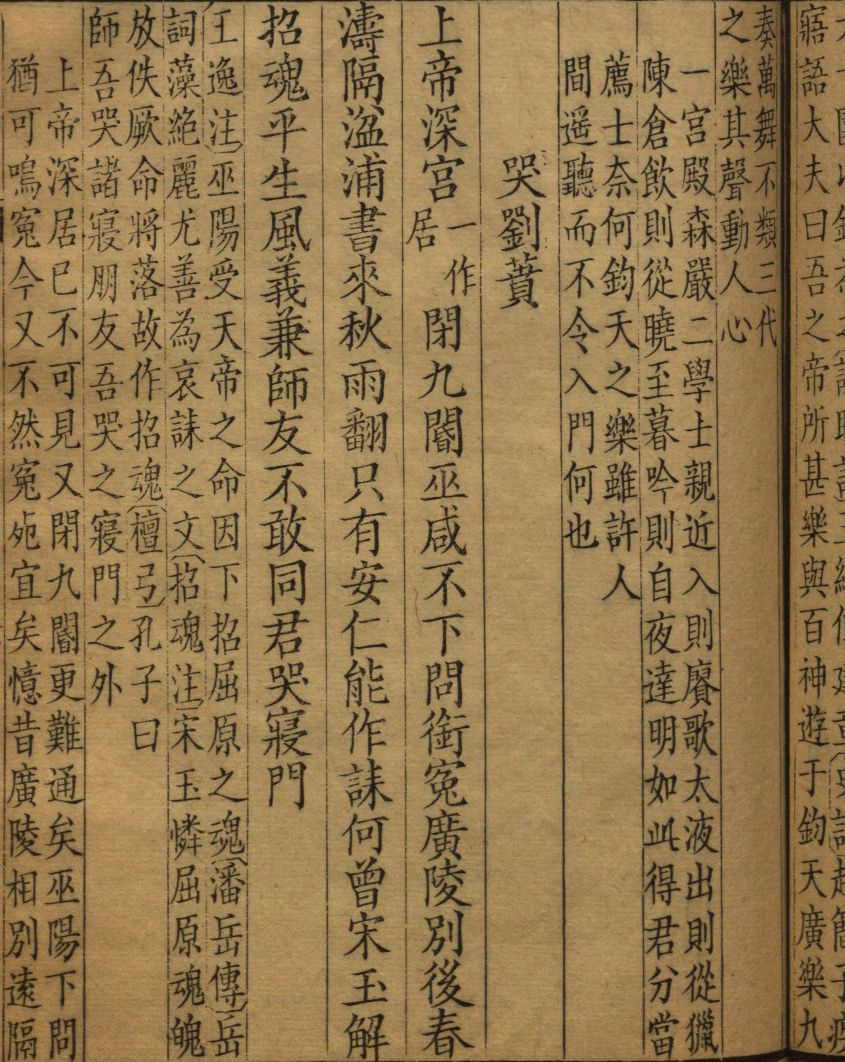 史記趙簡子疾
寤語大夫曰吾之帝所甚樂與百神遊于鈞天廣樂九
奏萬舞不類三代
之樂其聲動人心
一宮殿森嚴二學士親近入則賡歌太液出則從獵
陳倉飲則從曉至暮吟則自夜達明如此得君分當
薦士奈何鈞天之樂雖許人
間遥聽而不令入門何也
哭劉蕡
上帝深宮一作居閉九閽巫咸不下問銜冤廣陵別後春
濤隔湓浦書來秋雨翻只有安仁能作誄何曾宋玉解
招魂平生風義兼師友不敢同君哭寢門
王逸注巫陽受天帝之命因下招屈原之魂潘岳傳岳
詞藻絶麗尤善為哀誄之文招魂注宋玉憐屈原魂魄
放佚厥命將落故作招魂檀弓孔子曰
師吾哭諸寢朋友吾哭之寢門之外
上帝深居已不可見又閉九閽更難通矣巫陽下問
猶可鳴冤今又不然冤宜矣憶昔廣陵相別遠隔